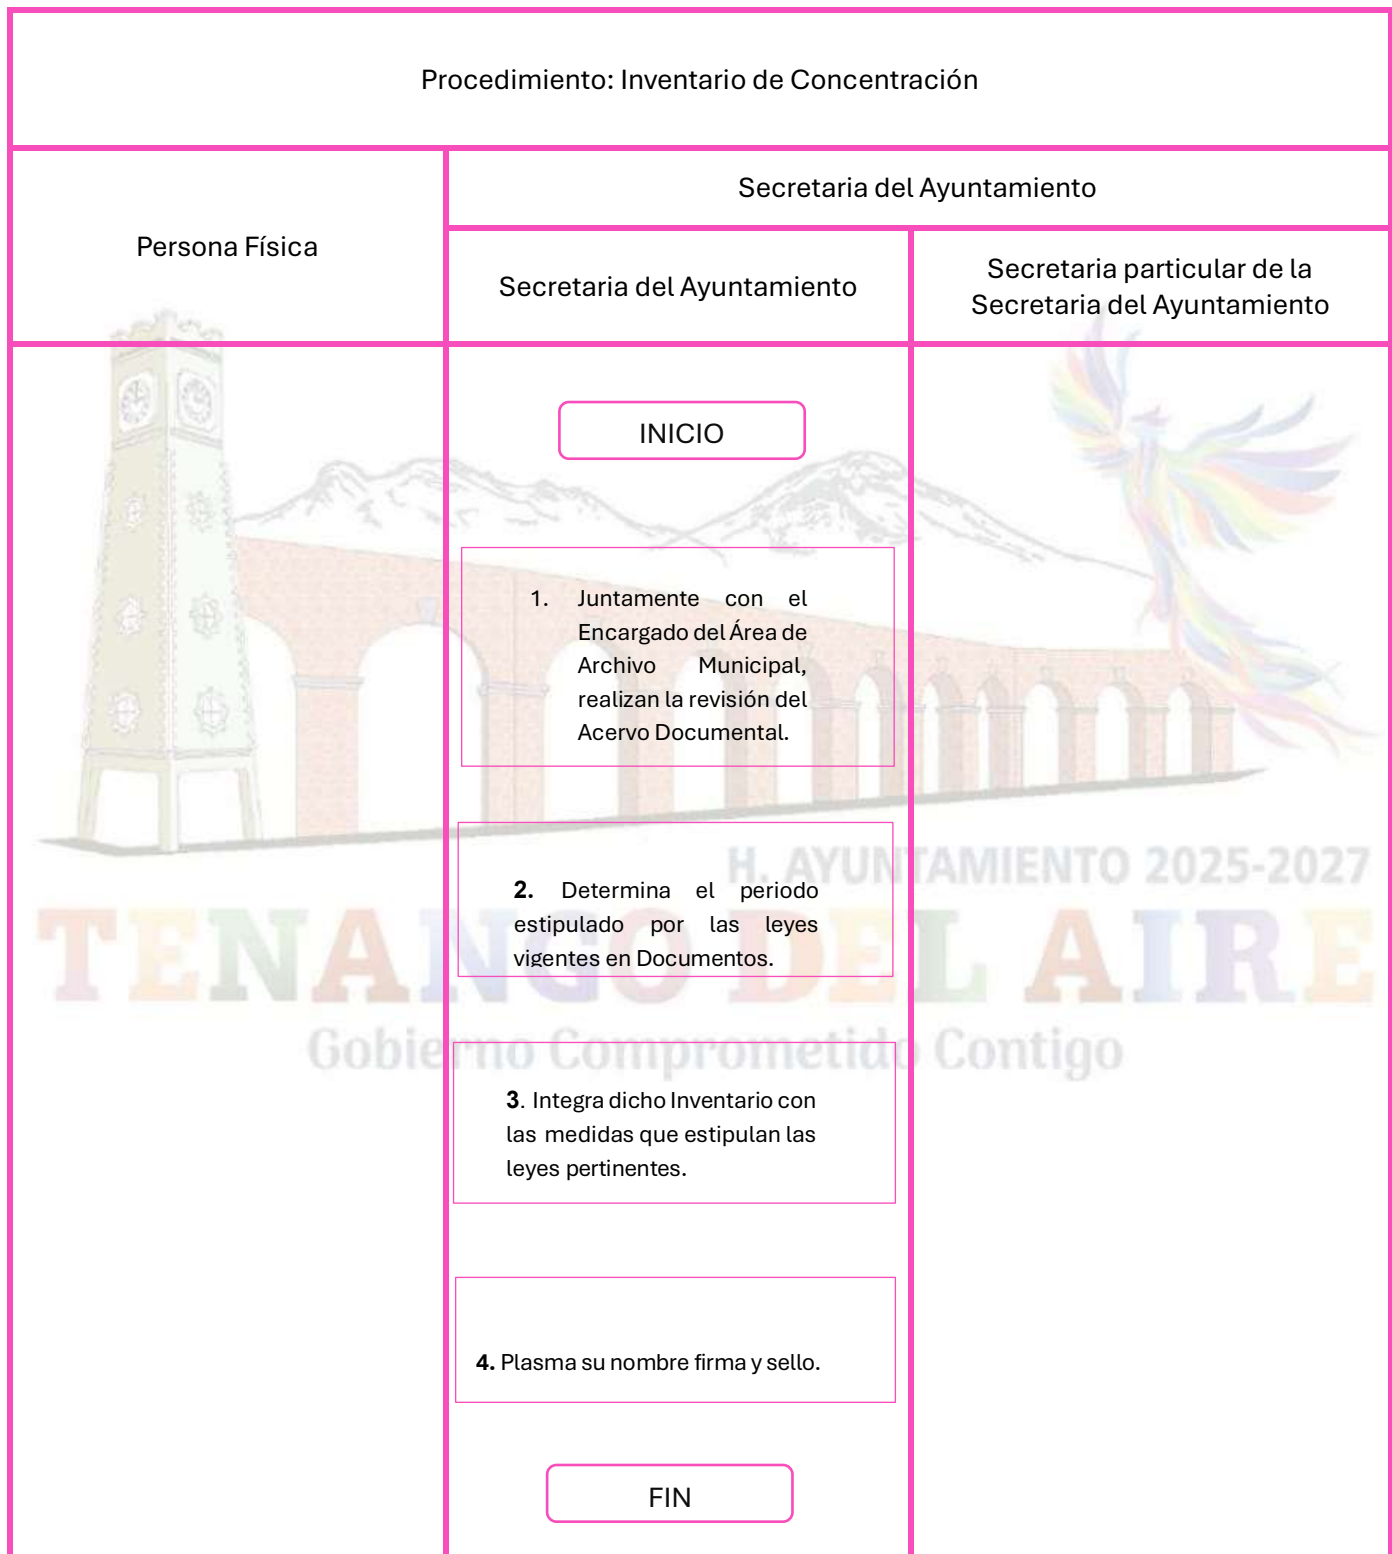 Procedimiento: Inventario de Concentración
Persona Física
Secretaria del Ayuntamiento
Secretaria del Ayuntamiento
Secretaria particular de la
Secretaria del Ayuntamiento
INICIO
1. Juntamente con el
Encargado del Área de
Archivo Municipal,
realizan la revisión del
Acervo Documental.
H. AYUNTAMIENTO 2025-2027
2. Determina el periodo
estipulado por las leyes
vigentes en Documentos.
TENANGO DEL AIRE
Gobierno Comprometido Contigo
3. Integra dicho Inventario con
las medidas que estipulan las
leyes pertinentes.
4. Plasma su nombre firma y sello.
FIN